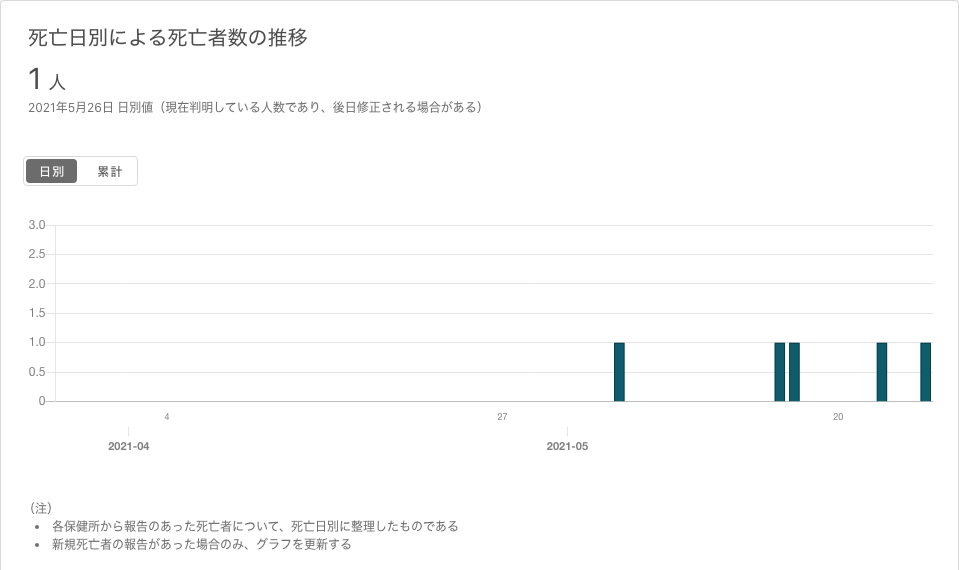 死亡日別による死亡者数の推移
1 人
2021年5月26日 日別値（現在判明している人数であり、後日修正される場合がある）
日別 累計
3.0
2.5
2.0
1.5
1.0
0.5
0
4 27 20
2021-04 2021-05
（注）
• 各保健所から報告のあった死亡者について、死亡日別に整理したものである
• 新規死亡者の報告があった場合のみ、グラフを更新する